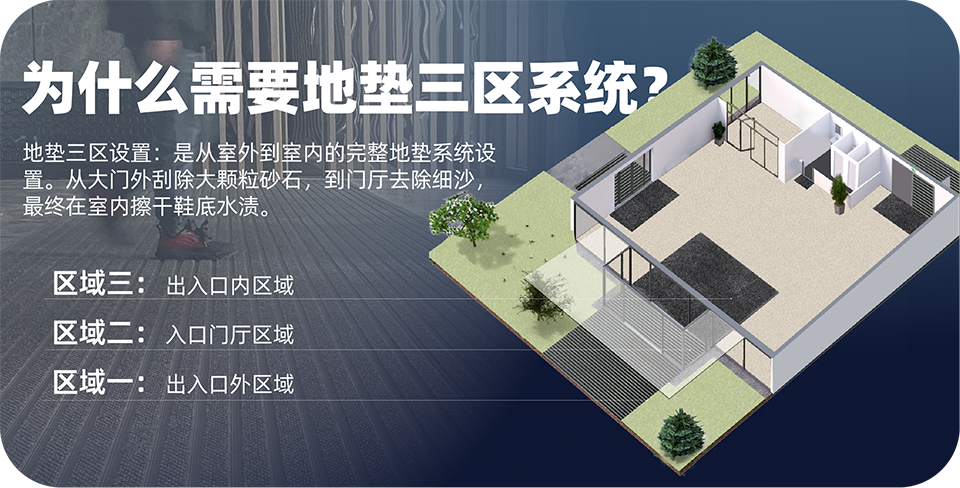 为什么需要地垫三区系统?
地垫三区设置：是从室外到室内的完整地垫系统设
置。从大门外刮除大颗粒砂石，到门厅去除细沙，
最终在室内擦干鞋底水渍。
区域三： 出入口内区域
区域二： 入口门厅区域
区域一： 出入口外区域